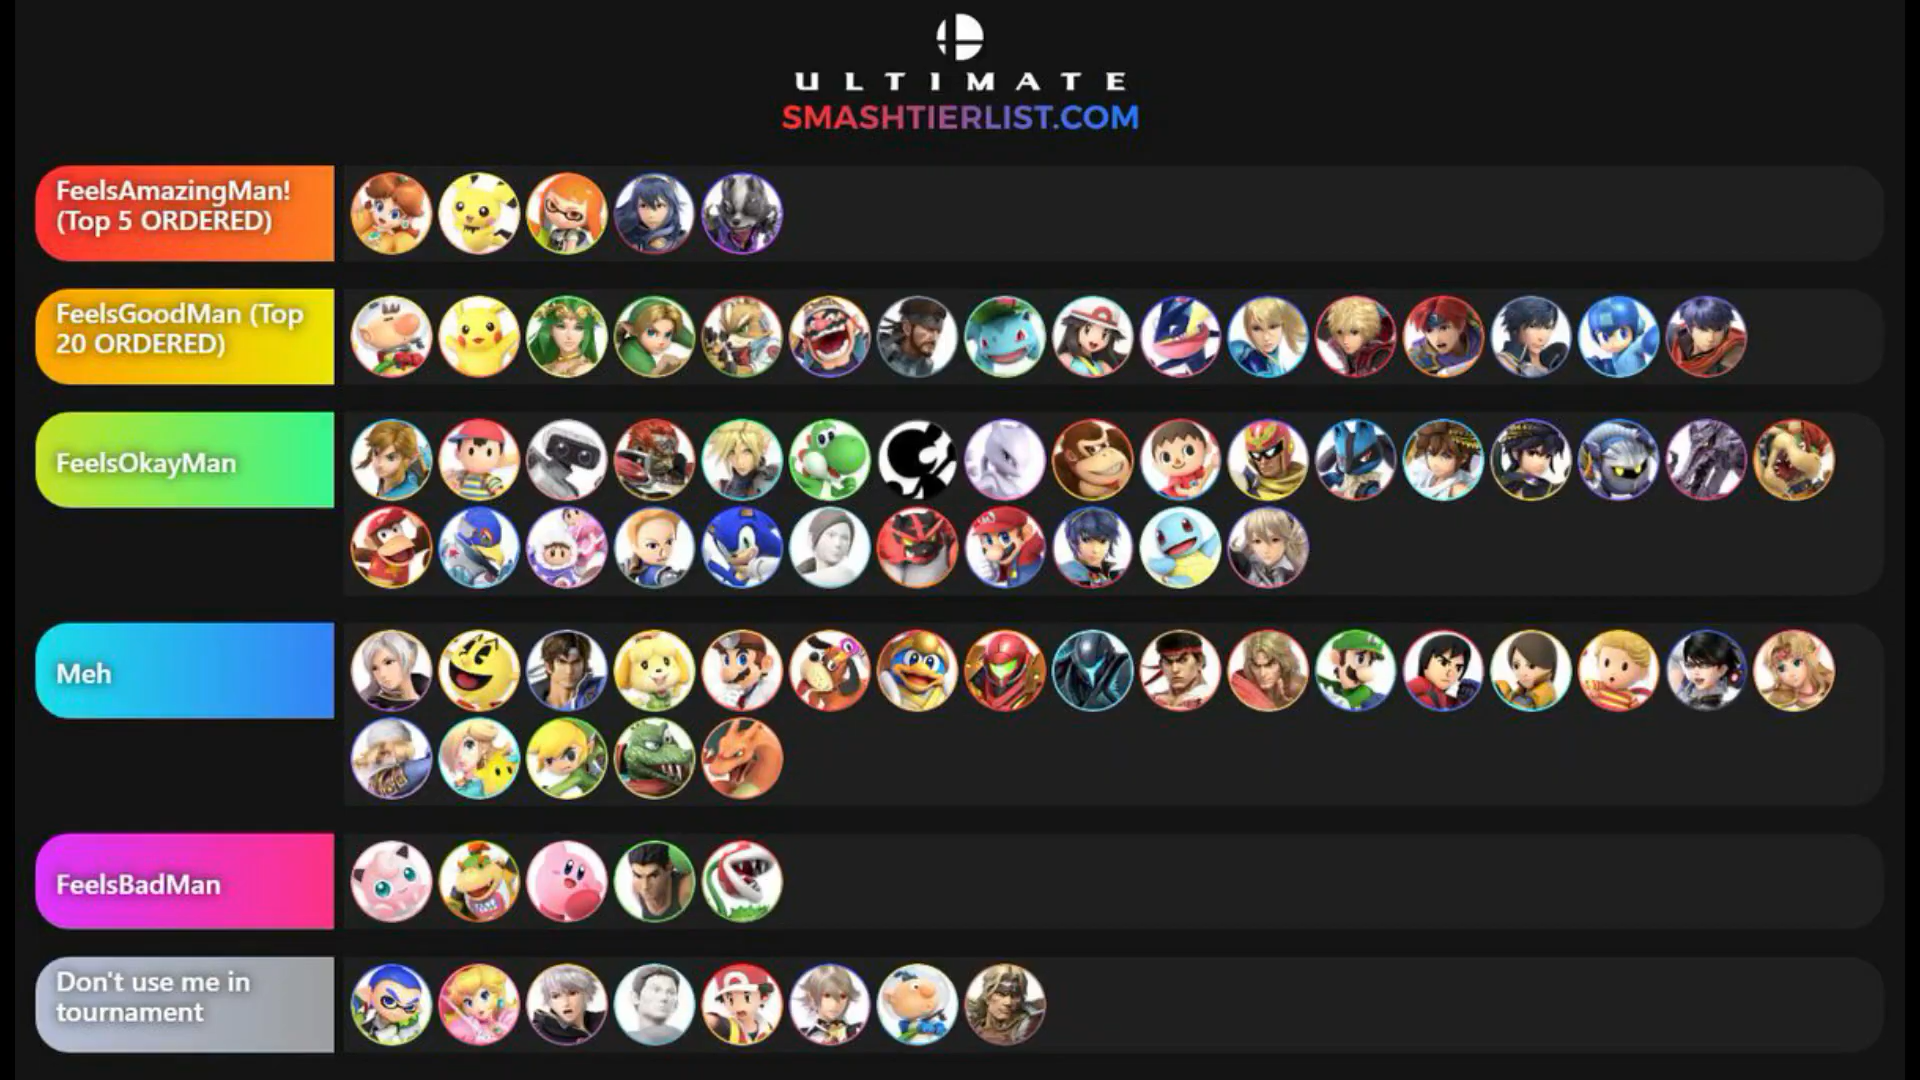 ULTIMATE
SMASHTIERLIST.COM
FeelsAmazingMan!
(Top 5 ORDERED)
FeelsGoodMan (Top
20 ORDERED)
FeelsOkayMan
Meh
FeelsBadMan
Don't use me in
tournament